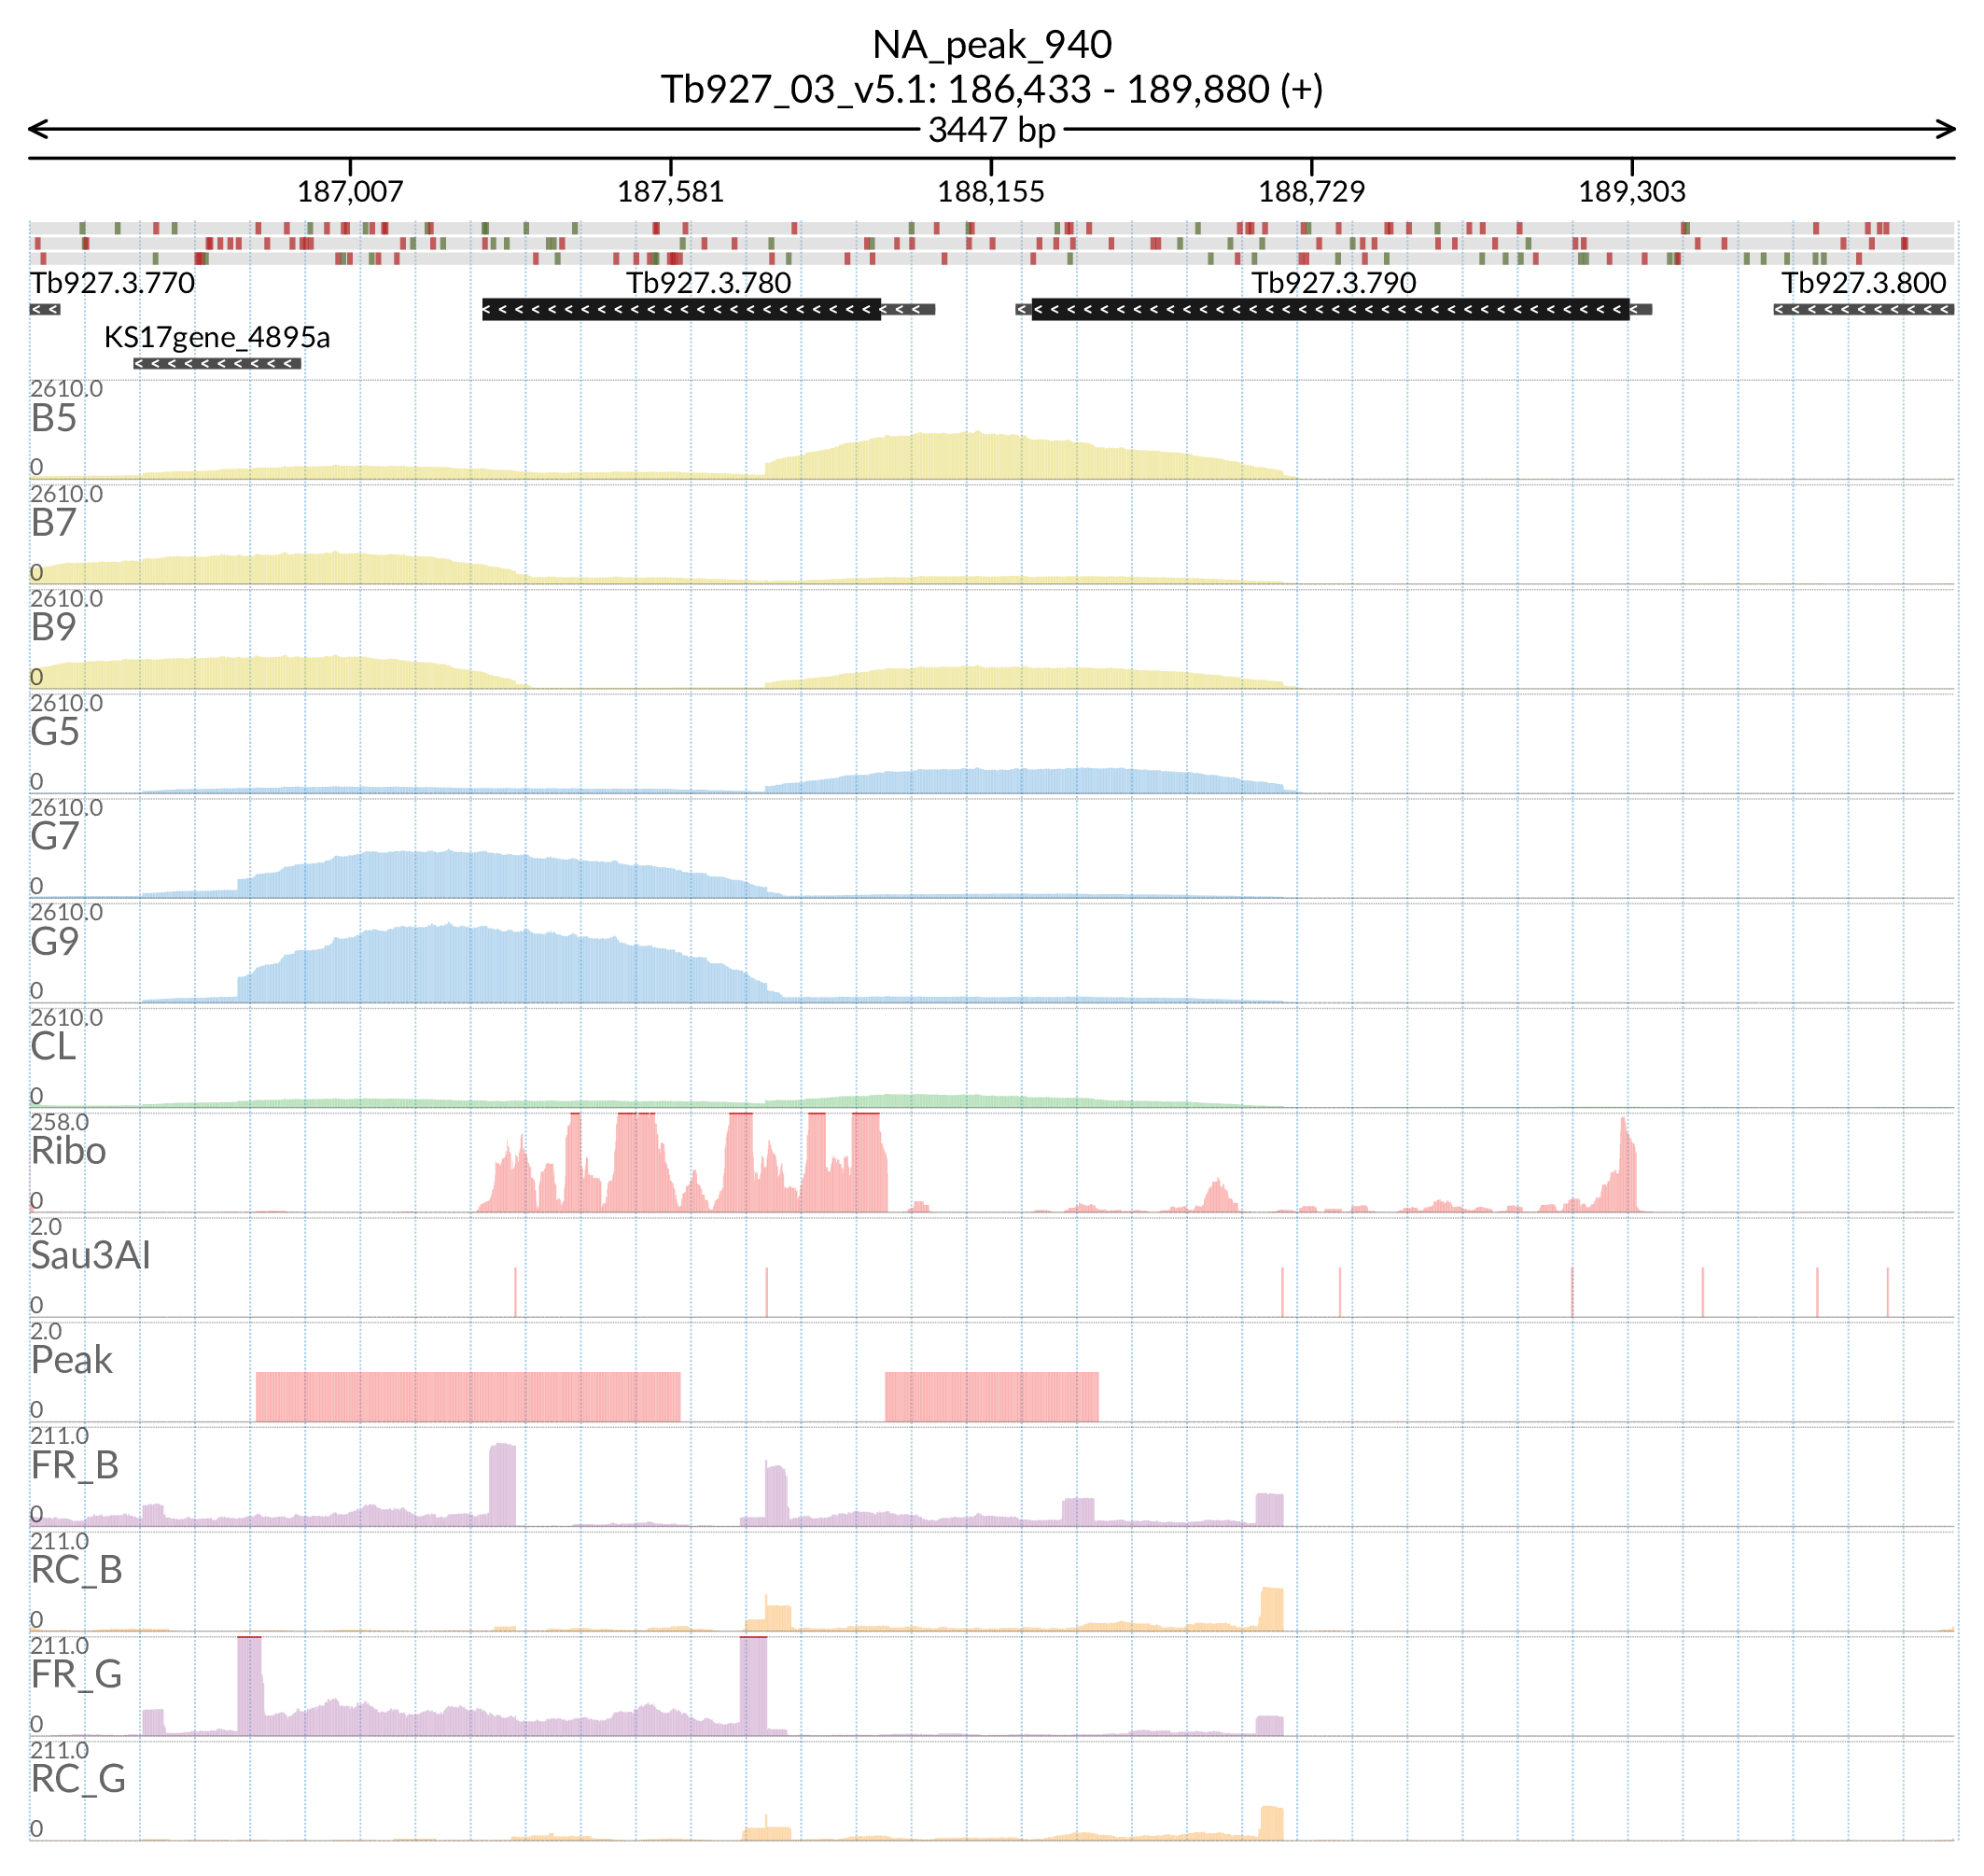 NA_peak_940
Tb927_03_v5.1: 186,433 - 189,880 (+)
3447 bp
187,007 187,581 188,155 188,729 189,303
Tb927.3.770 Tb927.3.780 Tb927.3.790 Tb927.3.800
KS17gene_4895a
2610.0
B5
0
2610.0
B7
0
2610.0
B9
0
2610.0
G5
0
2610.0
G7
0
2610.0
G9
0
2610.0
CL
0
258.0
Ribo
0
2.0
Sau3AI
0
2.0
Peak
0
211.0
FR_B
0
211.0
RC_B
0
211.0
FR_G
0
211.0
RC_G
0